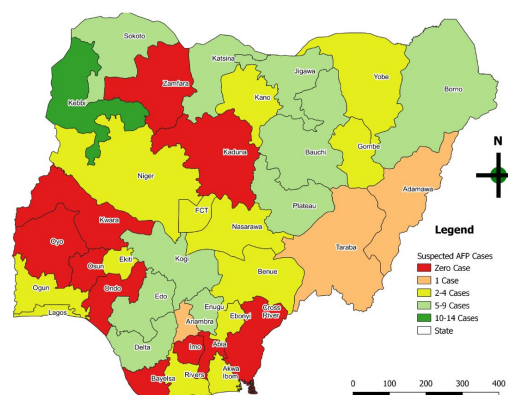 Sokoto
Katsina
Jigawa
Yobe
Borno
Zamfara
Kebbi
Kano
Kaduna
Bauchi
Gombe
Niger
Adamawa
Plateau
FCT
Kwara
Nasarawa
Taraba
Oyo
Osun
Ekiti
Kogi
Benue
Ogun
Ondo
Edo
Lagos
Enugu
Anambra
Ebonyi
Cross
River
Delta
Imo
Abia
Bayelsa
Rivers
Akwa
Ibom
N
Legend
Suspected AFP Cases
Zero Case
1 Case
2-4 Cases
5-9 Cases
10-14 Cases
State
0 100 200 300 400